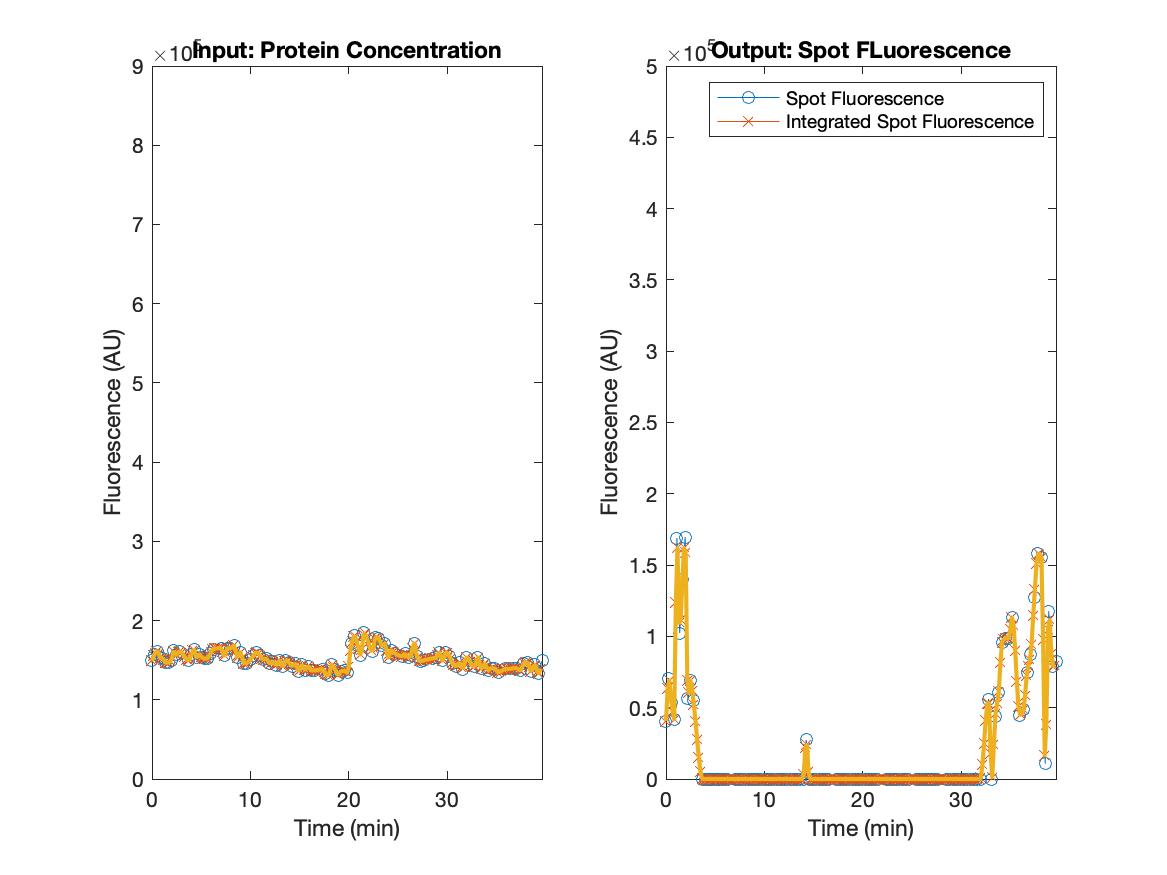 ×10⁵
Input: Protein Concentration
9
8
7
6
5
4
3
2
1
0
Fluorescence (AU)
0 10 20 30
Time (min)
×10⁵
Output: Spot FLuorescence
Spot Fluorescence
Integrated Spot Fluorescence
5
4.5
4
3.5
3
2.5
2
1.5
1
0.5
0
Fluorescence (AU)
0 10 20 30
Time (min)